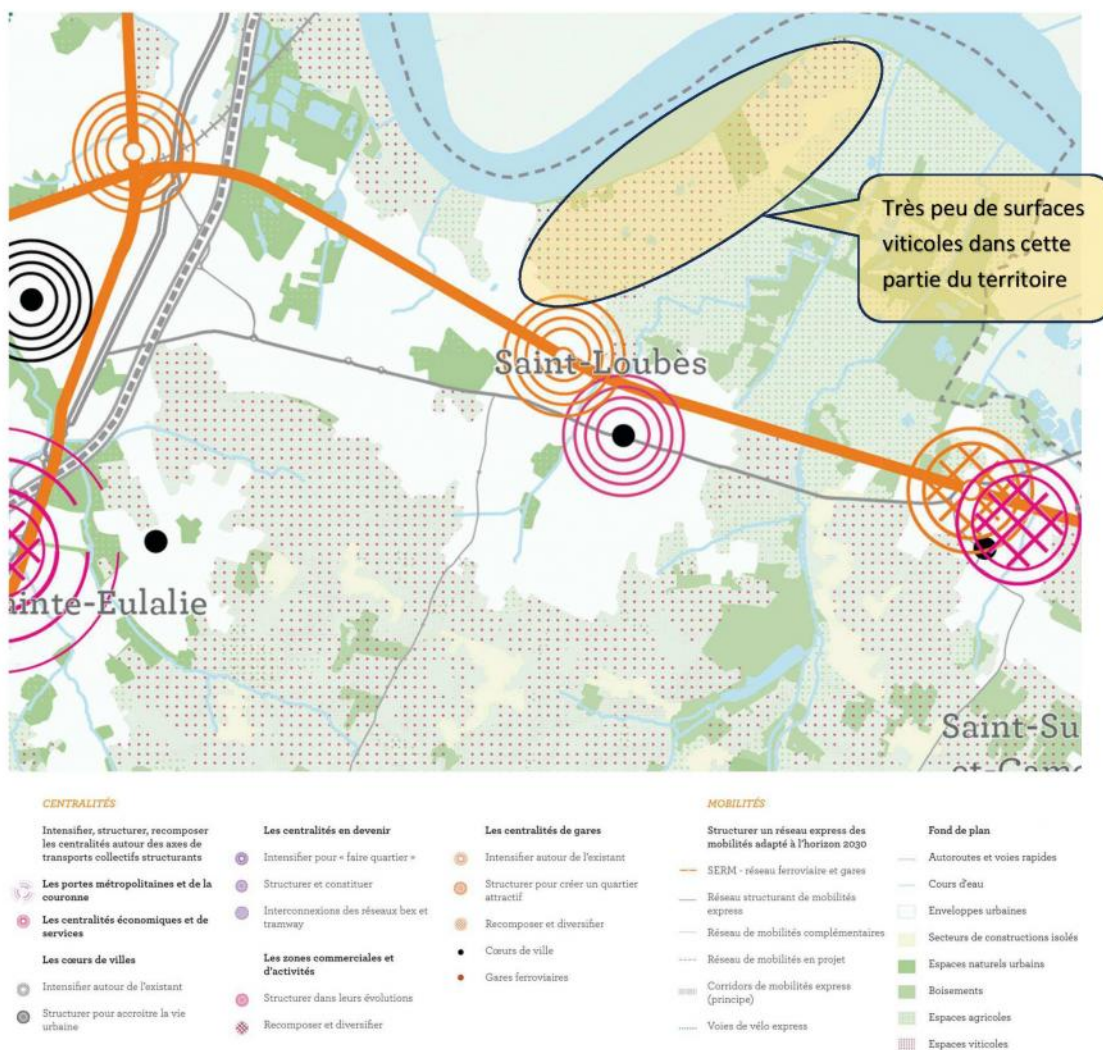 Très peu de surfaces
viticoles dans cette
partie du territoire
Saint-Loubès
inte-Eulalie
Saint-Su
et-Came
CENTRALITÉS
Intensifier, structurer, recomposer
les centralités autour des axes de
transports collectifs structurants
Les portes métropolitaines et de la
couronne
Les centralités économiques et de
services
Les cœurs de villes
Intensifier autour de l'existant
Structurer pour accroitre la vie
urbaine
Les centralités en devenir
Intensifier pour « faire quartier »
Structurer et constituer
Interconnexions des réseaux bex et
tramway
Les zones commerciales et
d'activités
Structurer dans leurs évolutions
Recomposer et diversifier
Les centralités de gares
Intensifier autour de l'existant
Structurer pour créer un quartier
attractif
Recomposer et diversifier
Cœurs de ville
Gares ferroviaires
MOBILITÉS
Structurer un réseau express des
mobilités adapté à l'horizon 2030
SERM - réseau ferroviaire et gares
Réseau structurant de mobilités
express
Réseau de mobilités complémentaires
Réseau de mobilités en projet
Corridors de mobilités express
(principe)
Voies de vélo express
Fond de plan
Autoroutes et voies rapides
Cours d'eau
Enveloppes urbaines
Secteurs de constructions isolés
Espaces naturels urbains
Boisements
Espaces agricoles
Espaces viticoles